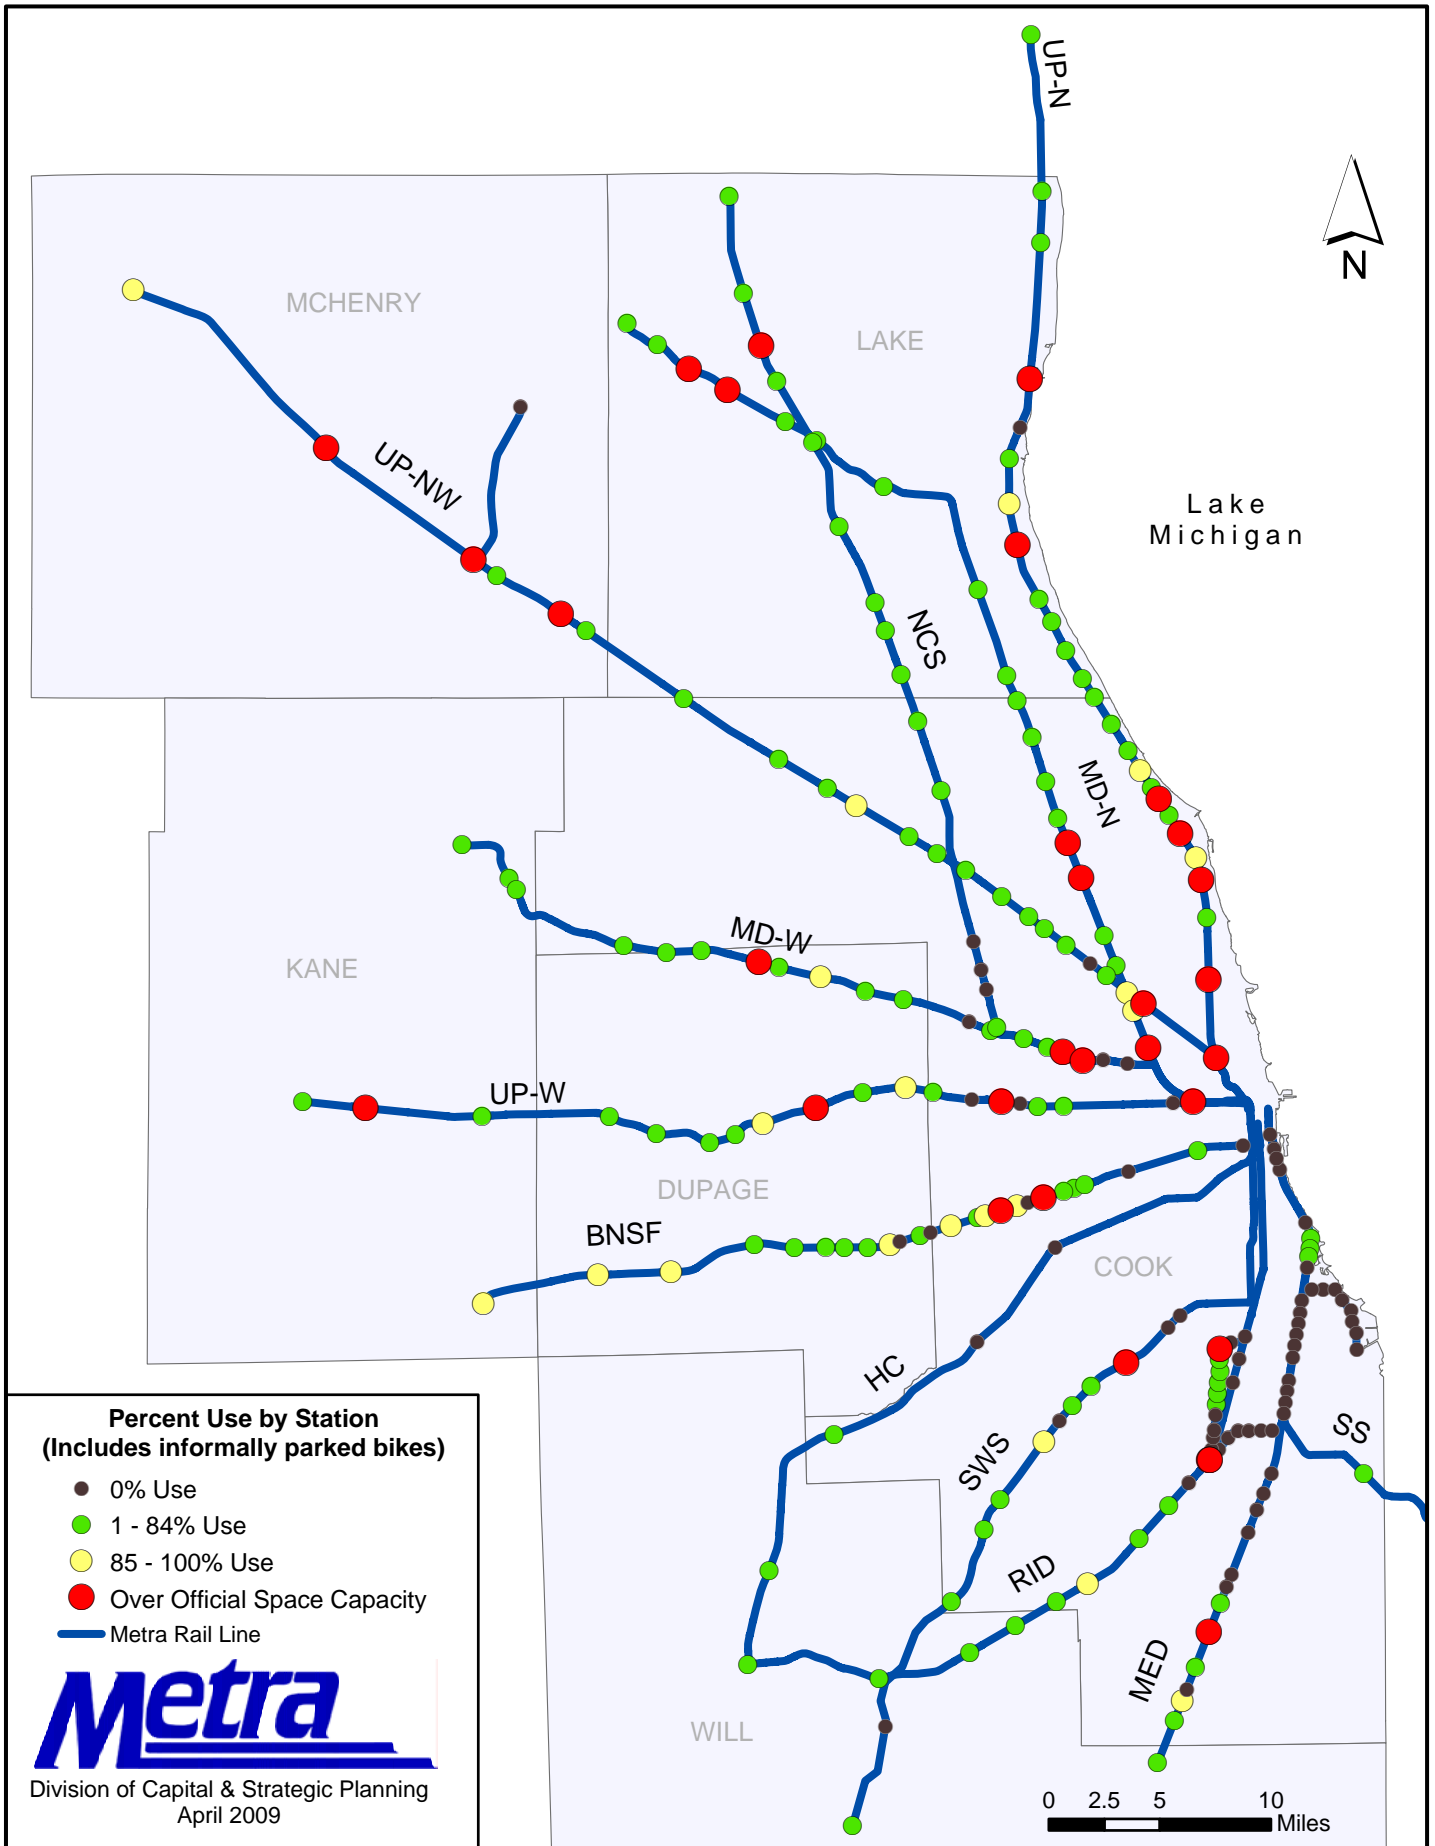 UP-N
N
MCHENRY
LAKE
UP-NW
Lake
Michigan
NCS
MD-N
MD-W
KANE
UP-W
DUPAGE
BNSF
COOK
HC
SWS
SS
RID
MED
WILL
Percent Use by Station
(Includes informally parked bikes)
0% Use
1 - 84% Use
85 - 100% Use
Over Official Space Capacity
Metra Rail Line
Metra
Division of Capital & Strategic Planning
April 2009
0 2.5 5 10
Miles